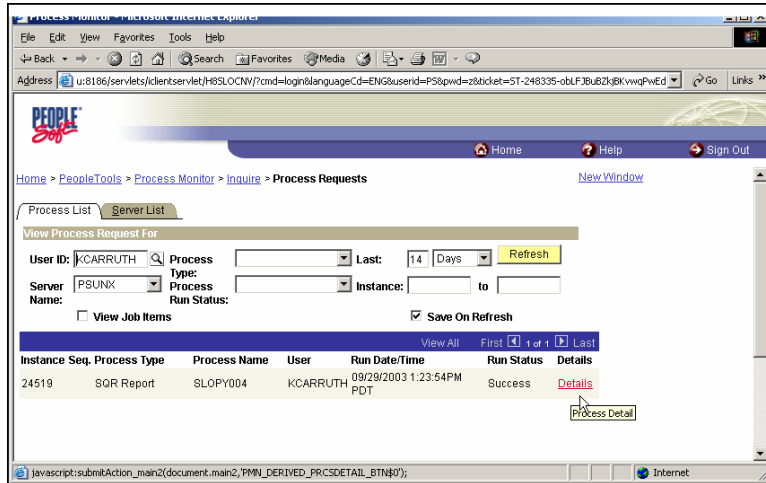 Process Monitor - Microsoft Internet Explorer
File Edit View Favorites Tools Help
Back Search Favorites Media
Address u:8186/servlets/iclientservlet/H8SLOCNV/?cmd=login&languageCd=ENG&userid=PS&pwd=z&ticket=ST-248335-obLFJBuBZkjBKvwqPwEd Go Links »
PEOPLE Soft
Home Help Sign Out
Home > PeopleTools > Process Monitor > Inquire > Process Requests New Window
Process List Server List
View Process Request For
User ID: KCARRUTH Process Type: Last: 14 Days Refresh
Server Name: PSUNX Process Run Status: Instance: to
View Job Items Save On Refresh
View All First 1 of 1 Last
Instance Seq. Process Type Process Name User Run Date/Time Run Status Details
24519 SQR Report SLOPY004 KCARRUTH 09/29/2003 1:23:54PM PDT Success Details
Process Detail
javascript:submitAction_main2(document.main2,'PMN_DERIVED_PRCSDETAIL_BTN$0'); Internet